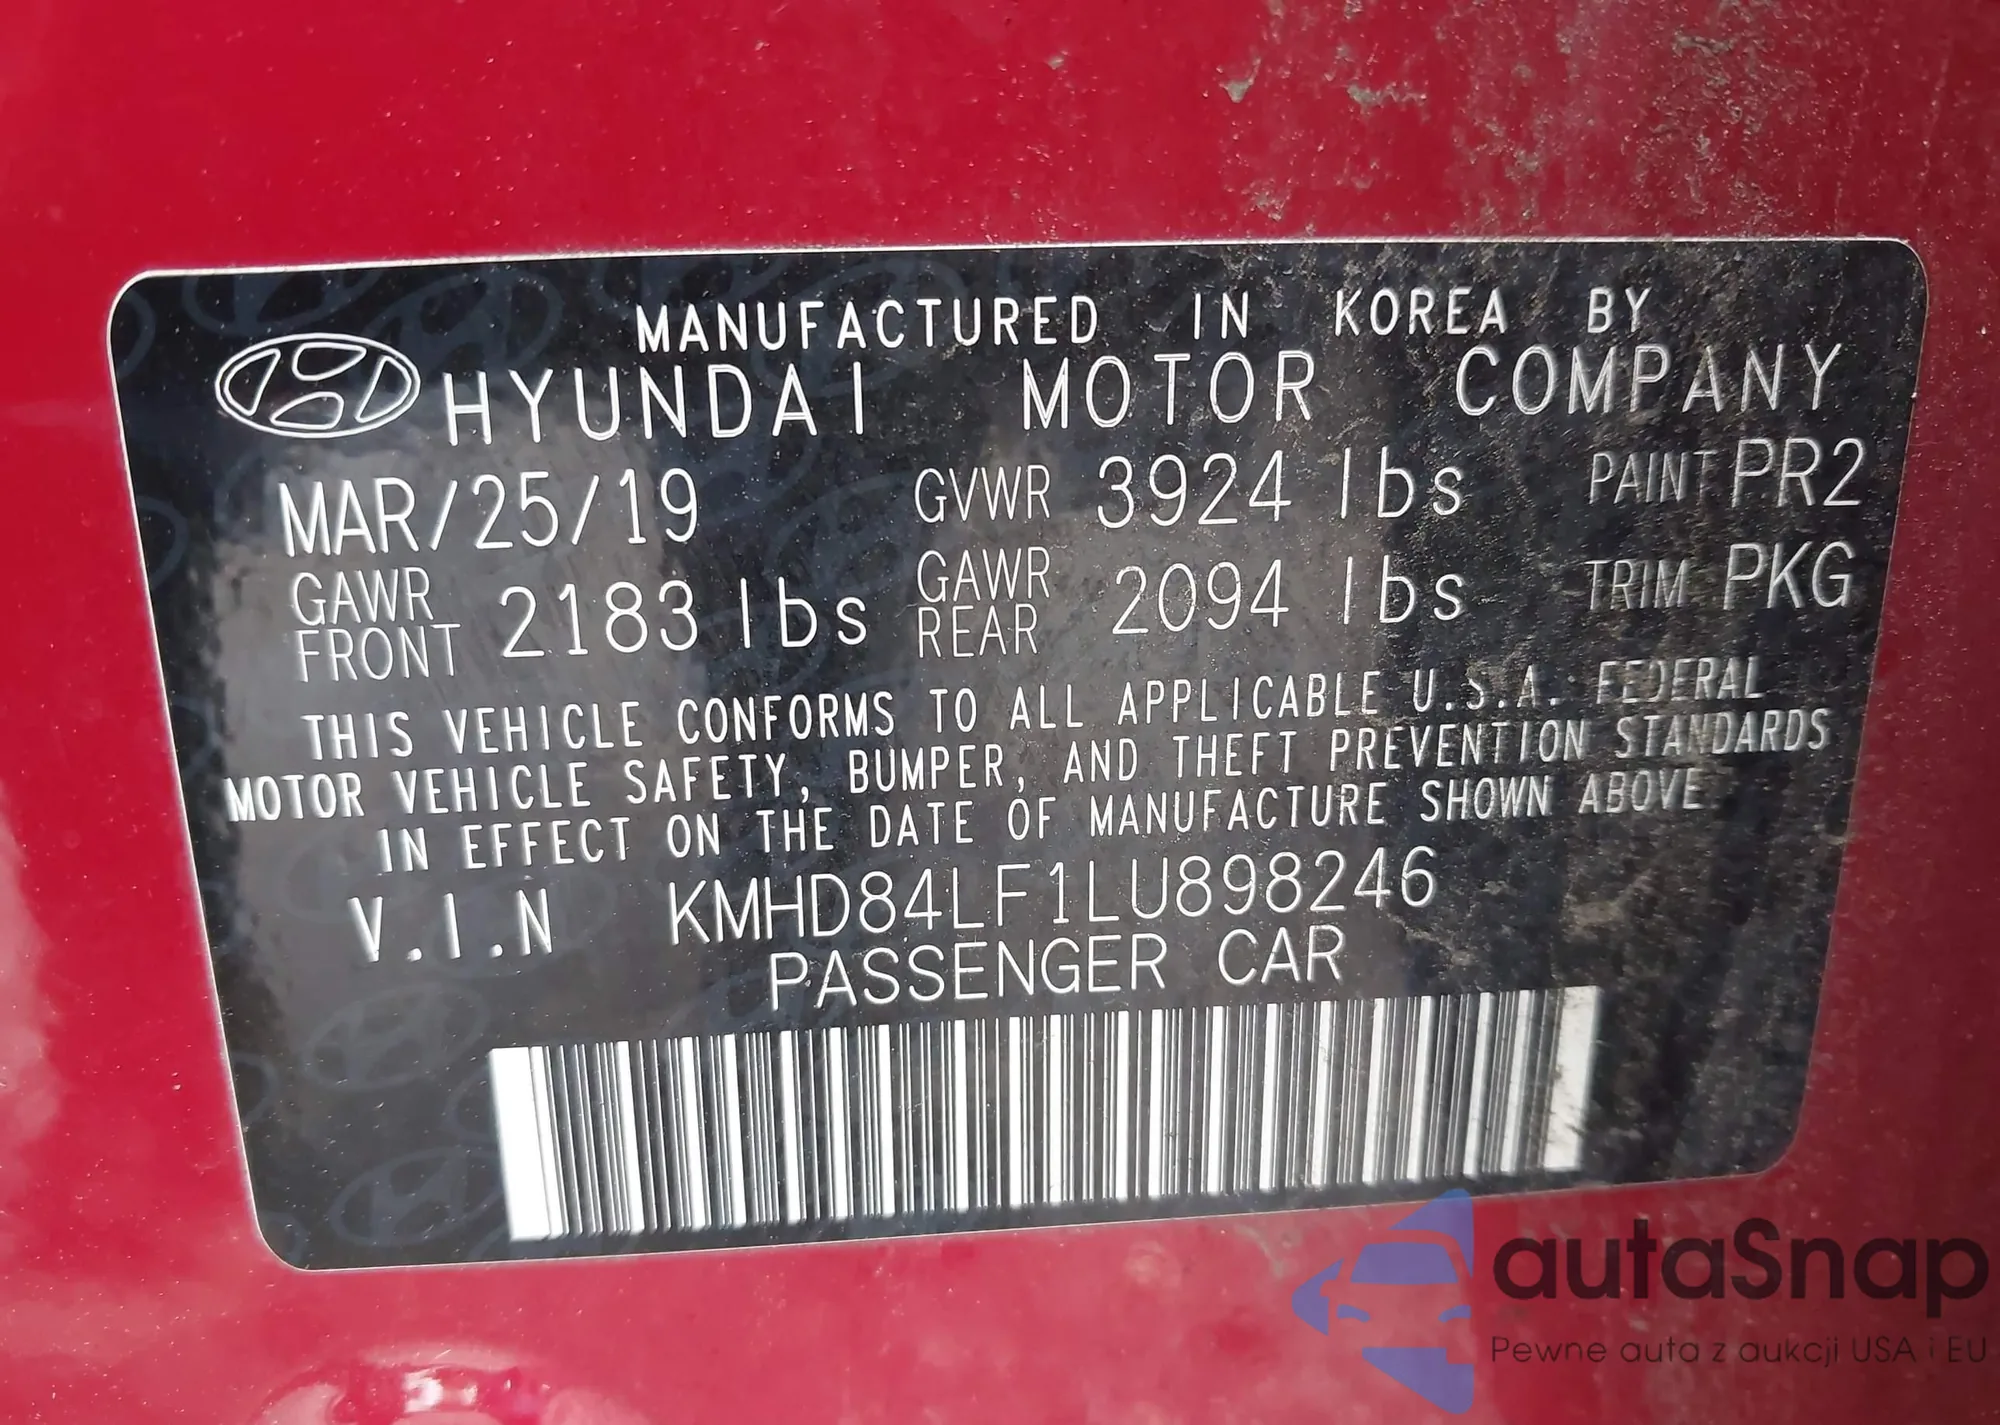 MANUFACTURED IN KOREA BY
HYUNDAI MOTOR COMPANY
MAR/25/19 GVWR 3924 lbs PAINT PR2
GAWR FRONT 2183 lbs GAWR REAR 2094 lbs TRIM PKG
THIS VEHICLE CONFORMS TO ALL APPLICABLE U.S.A. FEDERAL
MOTOR VEHICLE SAFETY, BUMPER, AND THEFT PREVENTION STANDARDS
IN EFFECT ON THE DATE OF MANUFACTURE SHOWN ABOVE
V.I.N KMHD84LF1LU898246
PASSENGER CAR
autaSnap
Pewne auta z aukcji USA i EU